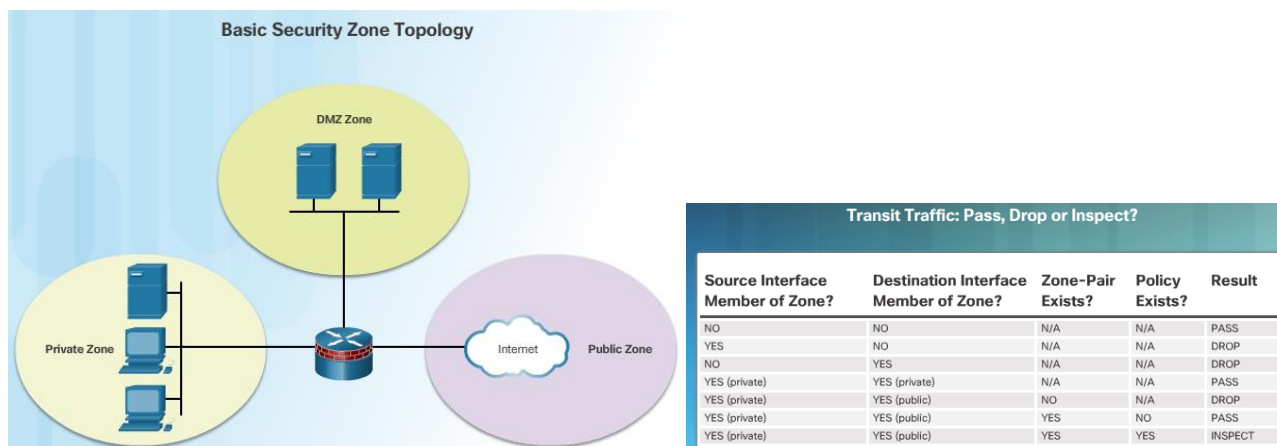 Basic Security Zone Topology
DMZ Zone
Private Zone
Internet
Public Zone
Transit Traffic: Pass, Drop or Inspect?
Source Interface Member of Zone? Destination Interface Member of Zone? Zone-Pair Exists? Policy Exists? Result
NO NO N/A N/A PASS
YES NO N/A N/A DROP
NO YES N/A N/A DROP
YES (private) YES (private) N/A N/A PASS
YES (private) YES (public) NO N/A DROP
YES (private) YES (public) YES NO PASS
YES (private) YES (public) YES YES INSPECT